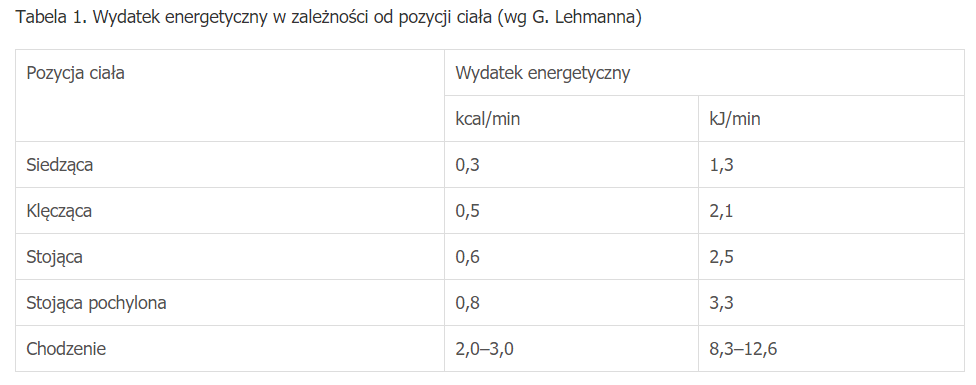 Tabela 1. Wydatek energetyczny w zależności od pozycji ciała (wg G. Lehmanna)
Pozycja ciała Wydatek energetyczny
kcal/min kJ/min
Siedząca 0,3 1,3
Klęcząca 0,5 2,1
Stojąca 0,6 2,5
Stojąca pochylona 0,8 3,3
Chodzenie 2,0–3,0 8,3–12,6